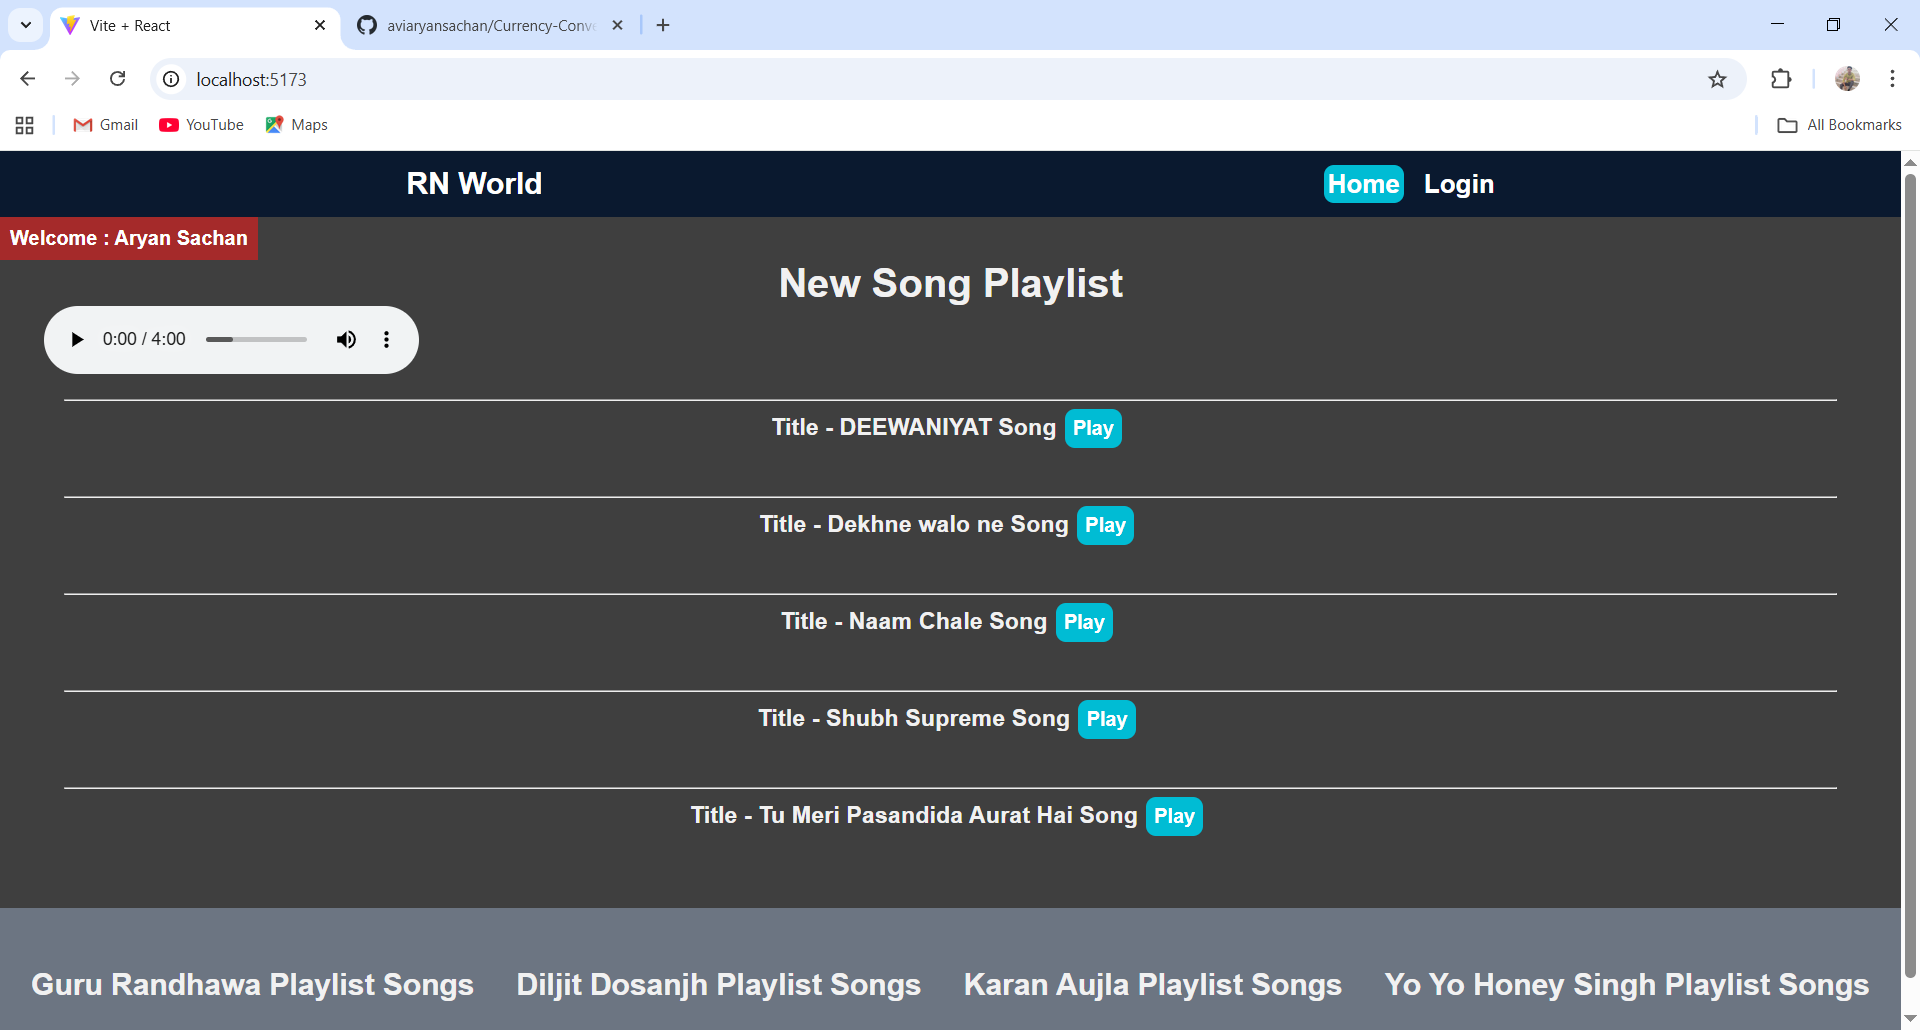 Vite + React
aviaryansachan/Currency-Conve
localhost:5173
Gmail YouTube Maps All Bookmarks
RN World Home Login
Welcome : Aryan Sachan
New Song Playlist
0:00 / 4:00
Title - DEEWANIYAT Song Play
Title - Dekhne walo ne Song Play
Title - Naam Chale Song Play
Title - Shubh Supreme Song Play
Title - Tu Meri Pasandida Aurat Hai Song Play
Guru Randhawa Playlist Songs Diljit Dosanjh Playlist Songs Karan Aujla Playlist Songs Yo Yo Honey Singh Playlist Songs